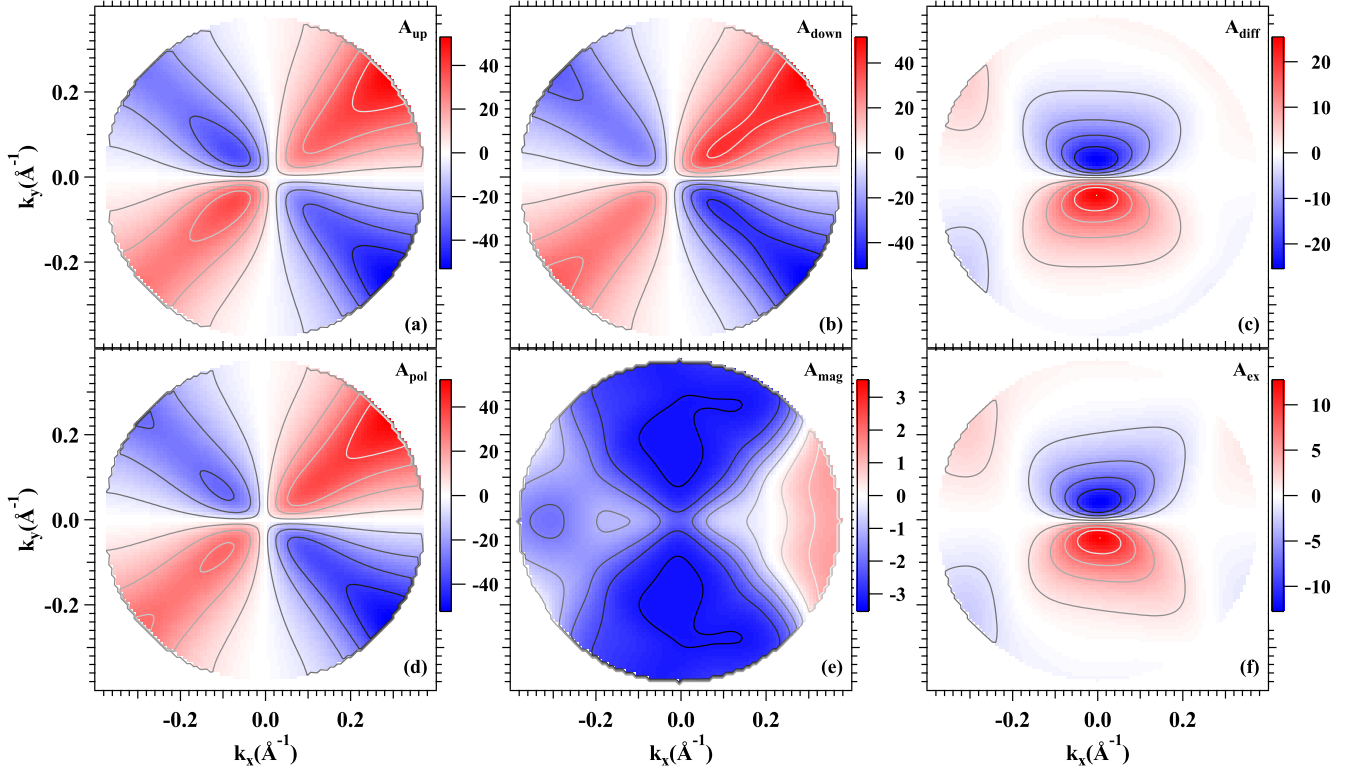 A_up
(a)
k_y(Å^-1)
0.2
0.0
-0.2
40
20
0
-20
-40
A_down
(b)
40
20
0
-20
-40
A_diff
(c)
20
10
0
-10
-20
A_pol
(d)
k_y(Å^-1)
0.2
0.0
-0.2
40
20
0
-20
-40
A_mag
(e)
3
2
1
0
-1
-2
-3
A_ex
(f)
10
5
0
-5
-10
-0.2 0.0 0.2
k_x(Å^-1)
-0.2 0.0 0.2
k_x(Å^-1)
-0.2 0.0 0.2
k_x(Å^-1)